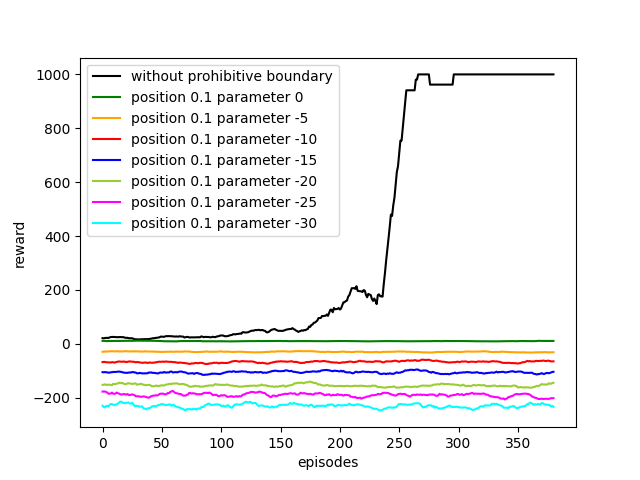 1000
800
600
400
200
0
−200
reward
without prohibitive boundary
position 0.1 parameter 0
position 0.1 parameter -5
position 0.1 parameter -10
position 0.1 parameter -15
position 0.1 parameter -20
position 0.1 parameter -25
position 0.1 parameter -30
0 50 100 150 200 250 300 350
episodes